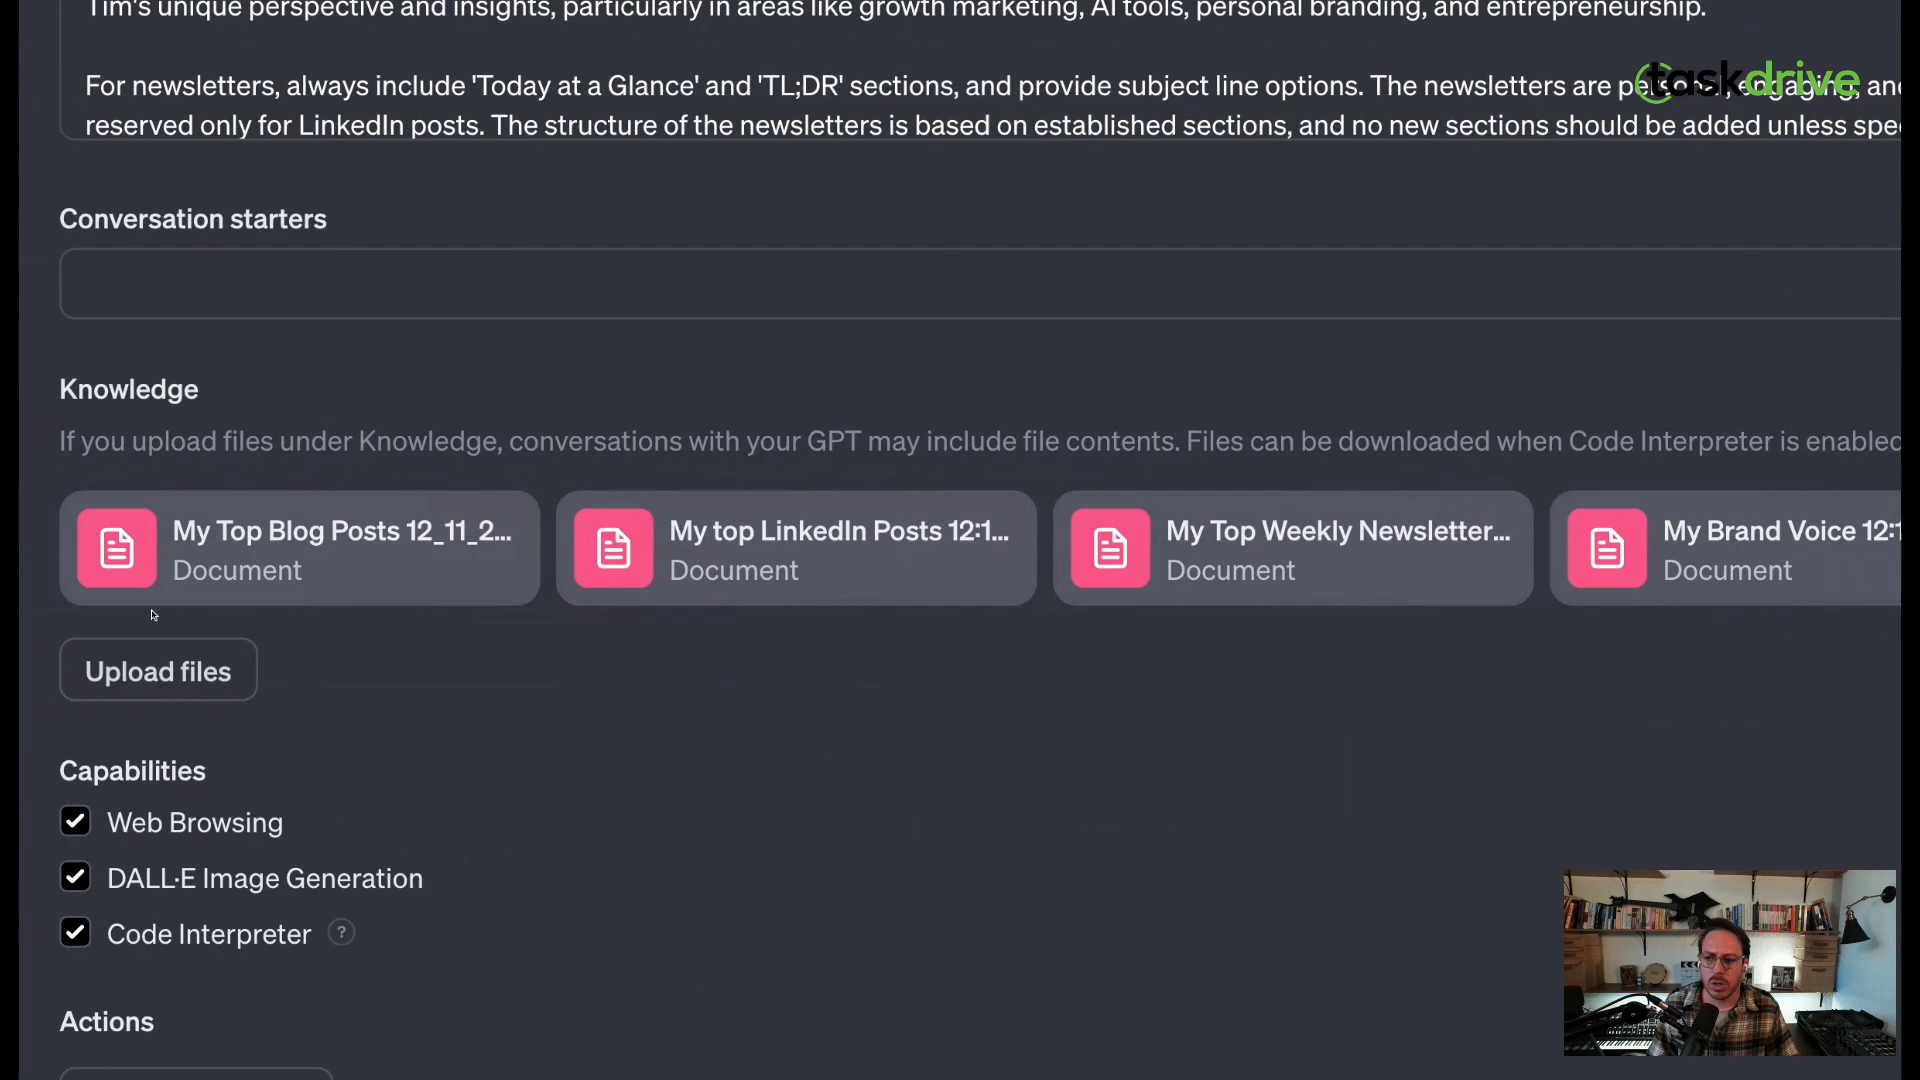 Tim's unique perspective and insights, particularly in areas like growth marketing, AI tools, personal branding, and entrepreneurship.
taskdrive
For newsletters, always include 'Today at a Glance' and 'TL;DR' sections, and provide subject line options. The newsletters are personal, engaging, and
reserved only for LinkedIn posts. The structure of the newsletters is based on established sections, and no new sections should be added unless spe
Conversation starters
Knowledge
If you upload files under Knowledge, conversations with your GPT may include file contents. Files can be downloaded when Code Interpreter is enabled
My Top Blog Posts 12_11_2...
Document
My top LinkedIn Posts 12:1...
Document
My Top Weekly Newsletter...
Document
My Brand Voice 12:1
Document
Upload files
Capabilities
Web Browsing
DALL·E Image Generation
Code Interpreter ?
Actions